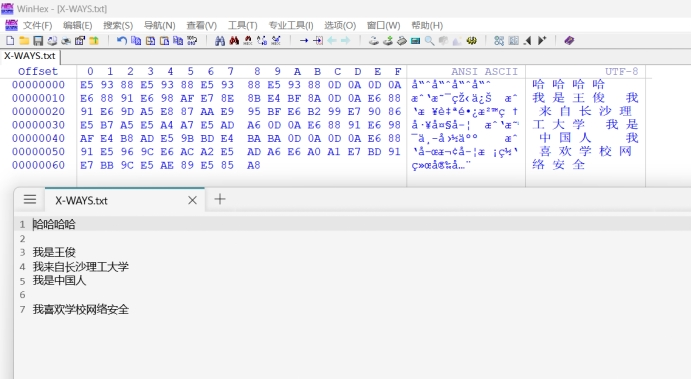 WinHex - [X-WAYS.txt]
文件(F) 编辑(E) 搜索(S) 导航(N) 查看(V) 工具(T) 专业工具(I) 选项(O) 窗口(W) 帮助(H)
X-WAYS.txt
Offset 0 1 2 3 4 5 6 7 8 9 A B C D E F ANSI ASCII UTF-8
00000000 E5 93 88 E5 93 88 E5 93 88 E5 93 88 0D 0A 0D 0A å“ˆå“ˆå“ˆå“ˆ 哈 哈 哈 哈
00000010 E6 88 91 E6 98 AF E7 8E 8B E4 BF 8A 0D 0A E6 88 æˆ‘æ˜¯çŽ‹ä¿Š æˆ 我 是 王 俊 我
00000020 91 E6 9D A5 E8 87 AA E9 95 BF E6 B2 99 E7 90 86 ‘æ ¥è‡ªé•¿æ²™ç † 来 自 长 沙 理
00000030 E5 B7 A5 E5 A4 A7 E5 AD A6 0D 0A E6 88 91 E6 98 å·¥å¤§å-¦ æˆ‘æ˜ 工 大 学 我 是
00000040 AF E4 B8 AD E5 9B BD E4 BA BA 0D 0A 0D 0A E6 88 ¯ä¸-å›½äºº æˆ 中 国 人 我
00000050 91 E5 96 9C E6 AC A2 E5 AD A6 E6 A0 A1 E7 BD 91 ‘å–œæ¬¢å-¦æ ¡ç½‘ 喜 欢 学 校 网
00000060 E7 BB 9C E5 AE 89 E5 85 A8 ç»œå®‰å…¨ 络 安 全
X-WAYS.txt
1 哈哈哈哈
2
3 我是王俊
4 我来自长沙理工大学
5 我是中国人
6
7 我喜欢学校网络安全